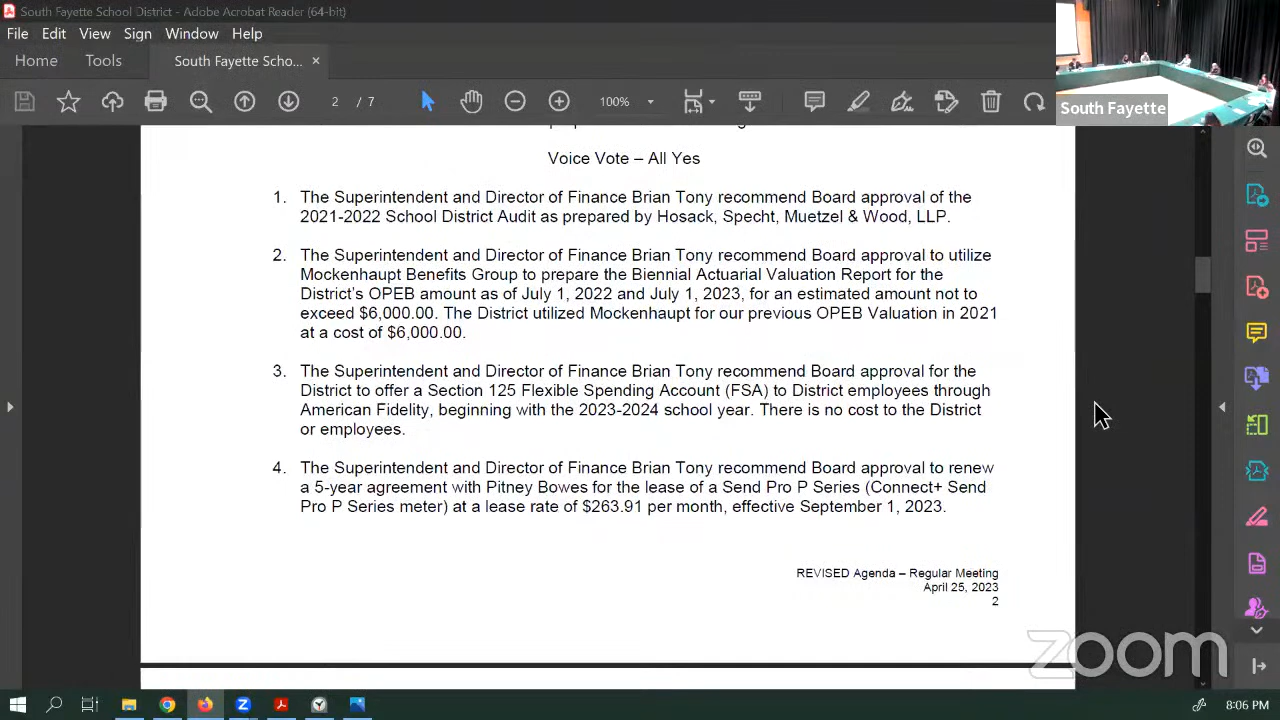 South Fayette School District - Adobe Acrobat Reader (64-bit)
File Edit View Sign Window Help
Home Tools South Fayette Scho... ×
2 / 7 100%
South Fayette
Voice Vote – All Yes
1. The Superintendent and Director of Finance Brian Tony recommend Board approval of the
2021-2022 School District Audit as prepared by Hosack, Specht, Muetzel & Wood, LLP.
2. The Superintendent and Director of Finance Brian Tony recommend Board approval to utilize
Mockenhaupt Benefits Group to prepare the Biennial Actuarial Valuation Report for the
District's OPEB amount as of July 1, 2022 and July 1, 2023, for an estimated amount not to
exceed $6,000.00. The District utilized Mockenhaupt for our previous OPEB Valuation in 2021
at a cost of $6,000.00.
3. The Superintendent and Director of Finance Brian Tony recommend Board approval for the
District to offer a Section 125 Flexible Spending Account (FSA) to District employees through
American Fidelity, beginning with the 2023-2024 school year. There is no cost to the District
or employees.
4. The Superintendent and Director of Finance Brian Tony recommend Board approval to renew
a 5-year agreement with Pitney Bowes for the lease of a Send Pro P Series (Connect+ Send
Pro P Series meter) at a lease rate of $263.91 per month, effective September 1, 2023.
REVISED Agenda – Regular Meeting
April 25, 2023
2
zoom
8:06 PM